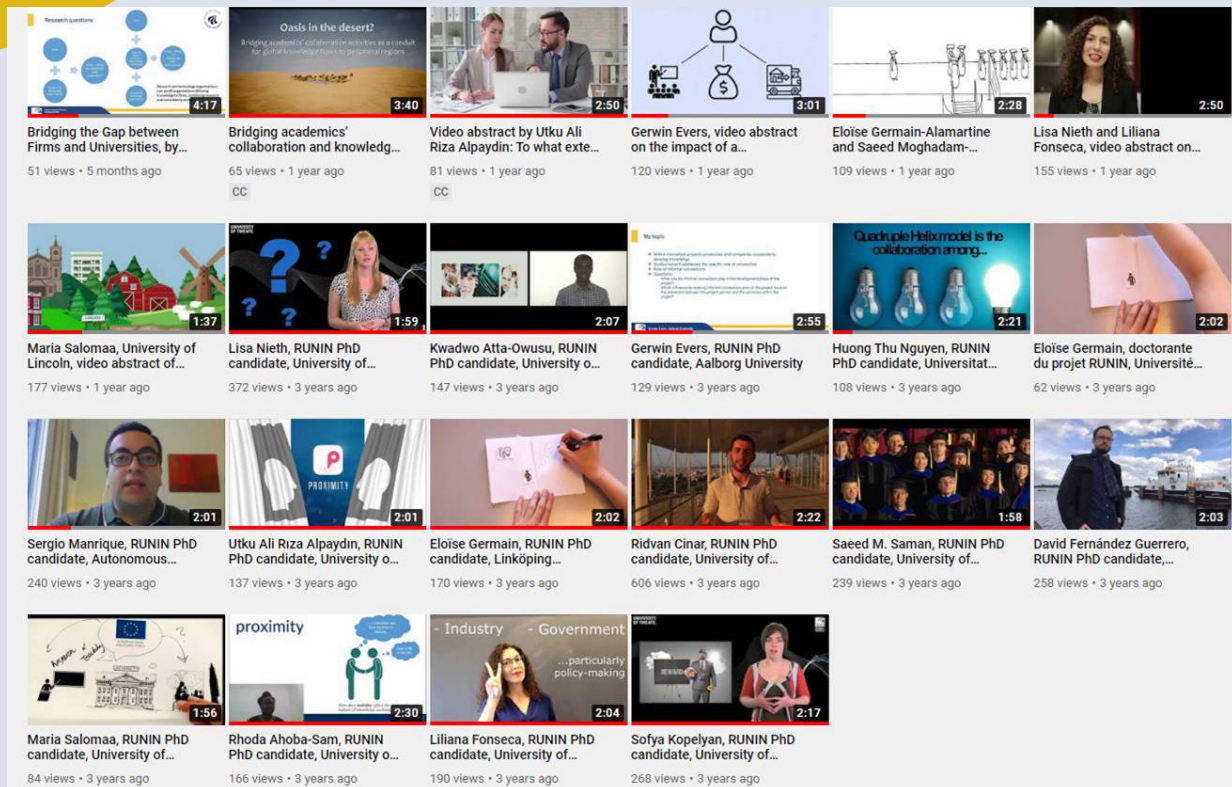 Research questions
4:17
Oasis in the desert?
Bridging academics' collaboration activities as a conduit
for global knowledge flows to peripheral regions
3:40
2:50
3:01
2:28
2:50
Bridging the Gap between
Firms and Universities, by...
51 views • 5 months ago
Bridging academics'
collaboration and knowledg...
65 views • 1 year ago
CC
Video abstract by Utku Ali
Riza Alpaydin: To what exte...
81 views • 1 year ago
CC
Gerwin Evers, video abstract
on the impact of a...
120 views • 1 year ago
Eloïse Germain-Alamartine
and Saeed Moghadam-...
109 views • 1 year ago
Lisa Nieth and Liliana
Fonseca, video abstract on...
155 views • 1 year ago
1:37
UNIVERSITY
OF TWENTE
? ? ? ?
1:59
2:07
My topic
2:55
Quadruple Helix model is the
collaboration among...
2:21
2:02
Maria Salomaa, University of
Lincoln, video abstract of...
177 views • 1 year ago
Lisa Nieth, RUNIN PhD
candidate, University of...
372 views • 3 years ago
Kwadwo Atta-Owusu, RUNIN
PhD candidate, University o...
147 views • 3 years ago
Gerwin Evers, RUNIN PhD
candidate, Aalborg University
129 views • 3 years ago
Huong Thu Nguyen, RUNIN
PhD candidate, Universitat...
108 views • 3 years ago
Eloïse Germain, doctorante
du projet RUNIN, Université...
62 views • 3 years ago
2:01
P
PROXIMITY
2:01
2:02
2:22
1:58
2:03
Sergio Manrique, RUNIN PhD
candidate, Autonomous...
240 views • 3 years ago
Utku Ali Rıza Alpaydın, RUNIN
PhD candidate, University o...
137 views • 3 years ago
Eloïse Germain, RUNIN PhD
candidate, Linköping...
170 views • 3 years ago
Ridvan Cinar, RUNIN PhD
candidate, University of...
606 views • 3 years ago
Saeed M. Saman, RUNIN PhD
candidate, University of...
239 views • 3 years ago
David Fernández Guerrero,
RUNIN PhD candidate,...
258 views • 3 years ago
1:56
proximity
2:30
- Industry - Government
...particularly
policy-making
2:04
UNIVERSITY
OF TWENTE
2:17
Maria Salomaa, RUNIN PhD
candidate, University of...
84 views • 3 years ago
Rhoda Ahoba-Sam, RUNIN
PhD candidate, University o...
166 views • 3 years ago
Liliana Fonseca, RUNIN PhD
candidate, University of...
190 views • 3 years ago
Sofya Kopelyan, RUNIN PhD
candidate, University of...
268 views • 3 years ago